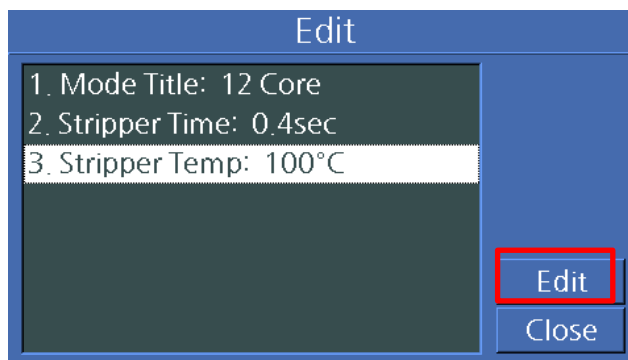 Edit
1. Mode Title: 12 Core
2. Stripper Time: 0.4sec
3. Stripper Temp: 100°C
Edit
Close